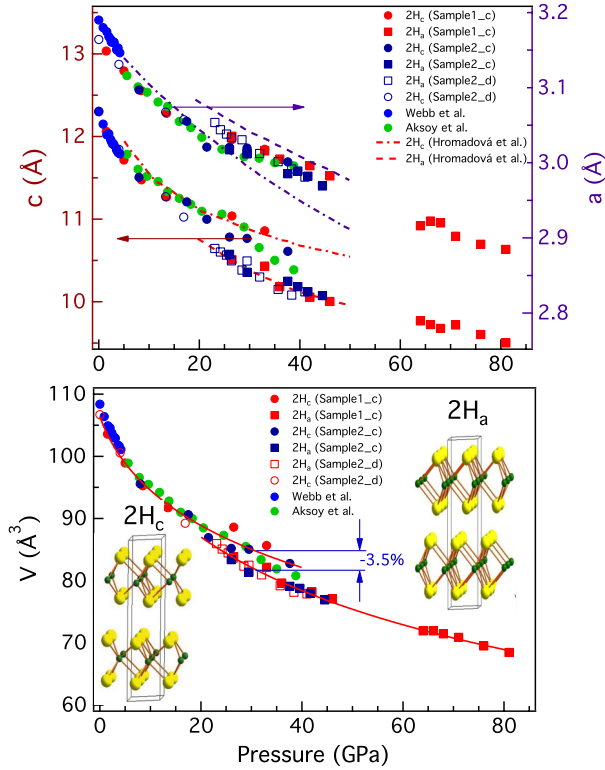 13
12
11
10
c (Å)
3.2
3.1
3.0
2.9
2.8
a (Å)
2H_c (Sample1_c)
2H_a (Sample1_c)
2H_c (Sample2_c)
2H_a (Sample2_c)
2H_a (Sample2_d)
2H_c (Sample2_d)
Webb et al.
Aksoy et al.
2H_c (Hromadová et al.)
2H_a (Hromadová et al.)
0
20
40
60
80
110
100
90
80
70
60
V (Å^3)
2H_c (Sample1_c)
2H_a (Sample1_c)
2H_c (Sample2_c)
2H_a (Sample2_c)
2H_a (Sample2_d)
2H_c (Sample2_d)
Webb et al.
Aksoy et al.
2H_a
2H_c
-3.5%
0
20
40
60
80
Pressure (GPa)